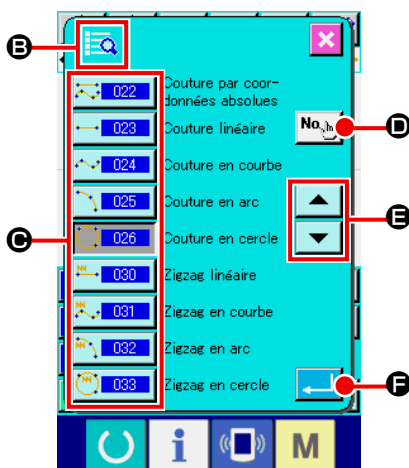 B
022 Couture par coor-
données absolues
No.
D
023 Couture linéaire
024 Couture en courbe
025 Couture en arc
E
C
026 Couture en cercle
030 Zigzag linéaire
031 Zigzag en courbe
032 Zigzag en arc
033 Zigzag en cercle
F
i
M